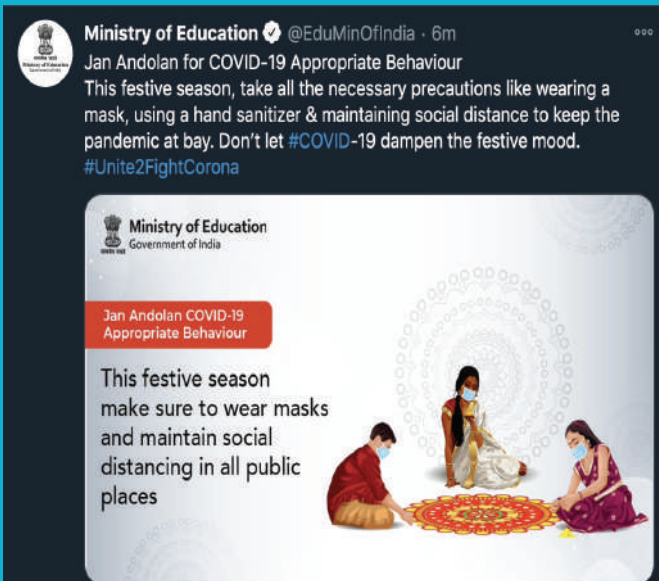 Ministry of Education @EduMinOfIndia · 6m
Jan Andolan for COVID-19 Appropriate Behaviour
This festive season, take all the necessary precautions like wearing a
mask, using a hand sanitizer & maintaining social distance to keep the
pandemic at bay. Don't let #COVID-19 dampen the festive mood.
#Unite2FightCorona
Ministry of Education
Government of India
Jan Andolan COVID-19
Appropriate Behaviour
This festive season
make sure to wear masks
and maintain social
distancing in all public
places